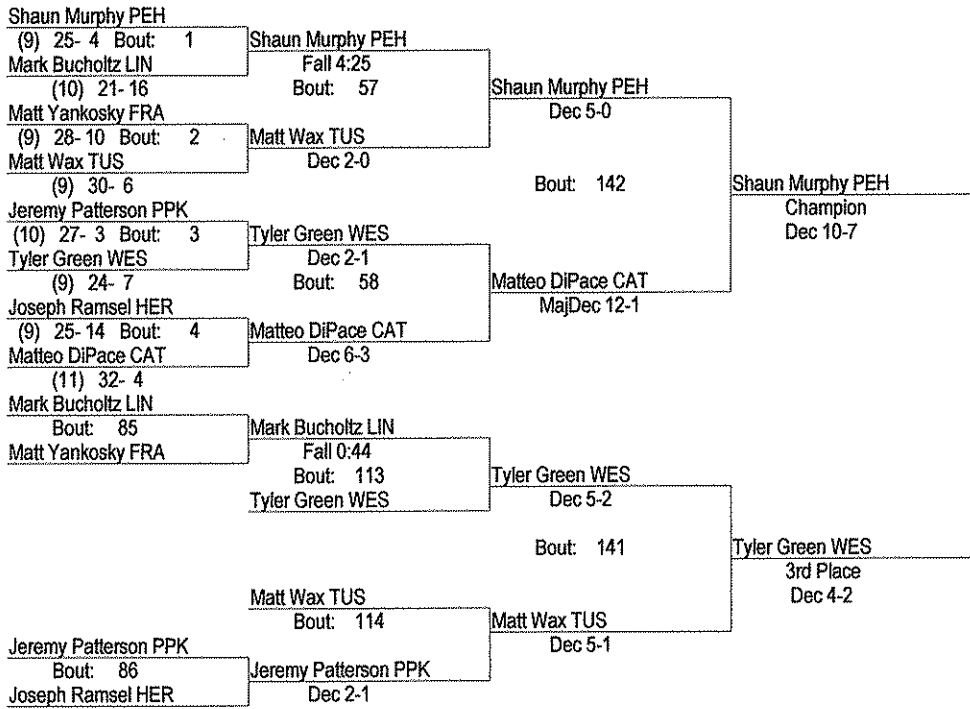 Shaun Murphy PEH
(9) 25- 4 Bout: 1
Mark Bucholtz LIN
(10) 21- 16
Matt Yankosky FRA
(9) 28- 10 Bout: 2
Matt Wax TUS
(9) 30- 6
Jeremy Patterson PPK
(10) 27- 3 Bout: 3
Tyler Green WES
(9) 24- 7
Joseph Ramsel HER
(9) 25- 14 Bout: 4
Matteo DiPace CAT
(11) 32- 4
Shaun Murphy PEH
Fall 4:25
Bout: 57
Matt Wax TUS
Dec 2-0
Tyler Green WES
Dec 2-1
Bout: 58
Matteo DiPace CAT
Dec 6-3
Shaun Murphy PEH
Dec 5-0
Bout: 142
Matteo DiPace CAT
MajDec 12-1
Shaun Murphy PEH
Champion
Dec 10-7
Mark Bucholtz LIN
Bout: 85
Matt Yankosky FRA
Mark Bucholtz LIN
Fall 0:44
Bout: 113
Tyler Green WES
Tyler Green WES
Dec 5-2
Bout: 141
Tyler Green WES
3rd Place
Dec 4-2
Matt Wax TUS
Bout: 114
Matt Wax TUS
Dec 5-1
Jeremy Patterson PPK
Bout: 86
Joseph Ramsel HER
Jeremy Patterson PPK
Dec 2-1